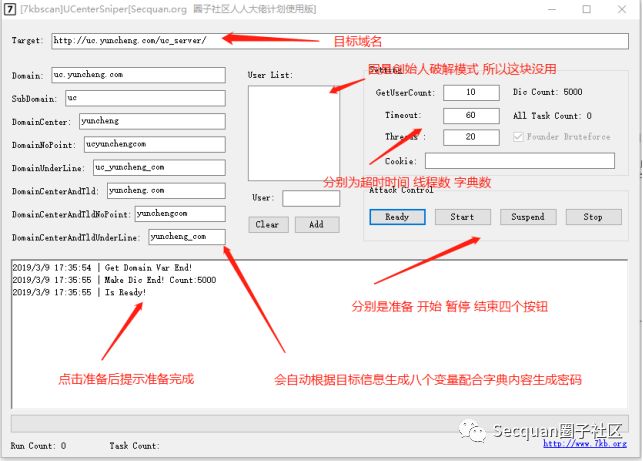 [7kbscan]UCenterSniper[Secquan.org 圈子社区人人大佬计划使用版]
Target: http://uc.yuncheng.com/uc_server/
目标域名
Domain: uc.yuncheng.com
SubDomain: uc
DomainCenter: yuncheng
DomainNoPoint: ucyunchengcom
DomainUnderLine: uc_yuncheng_com
DomainCenterAndTld: yuncheng.com
DomainCenterAndTldNoPoint: yunchengcom
DomainCenterAndTldUnderLine: yuncheng_com
User List:
因是创始人破解模式 所以这块没用
User:
Clear Add
Setting
GetUserCount: 10 Dic Count: 5000
Timeout: 60 All Task Count: 0
Threads : 20 Founder Bruteforce
Cookie:
分别为超时时间 线程数 字典数
Attack Control
Ready Start Suspend Stop
分别是准备 开始 暂停 结束四个按钮
2019/3/9 17:35:54 | Get Domain Var End!
2019/3/9 17:35:55 | Make Dic End! Count:5000
2019/3/9 17:35:55 | Is Ready!
点击准备后提示准备完成
会自动根据目标信息生成八个变量配合字典内容生成密码
Secquan圈子社区
Run Count: 0 Task Count: http://www.7kb.org